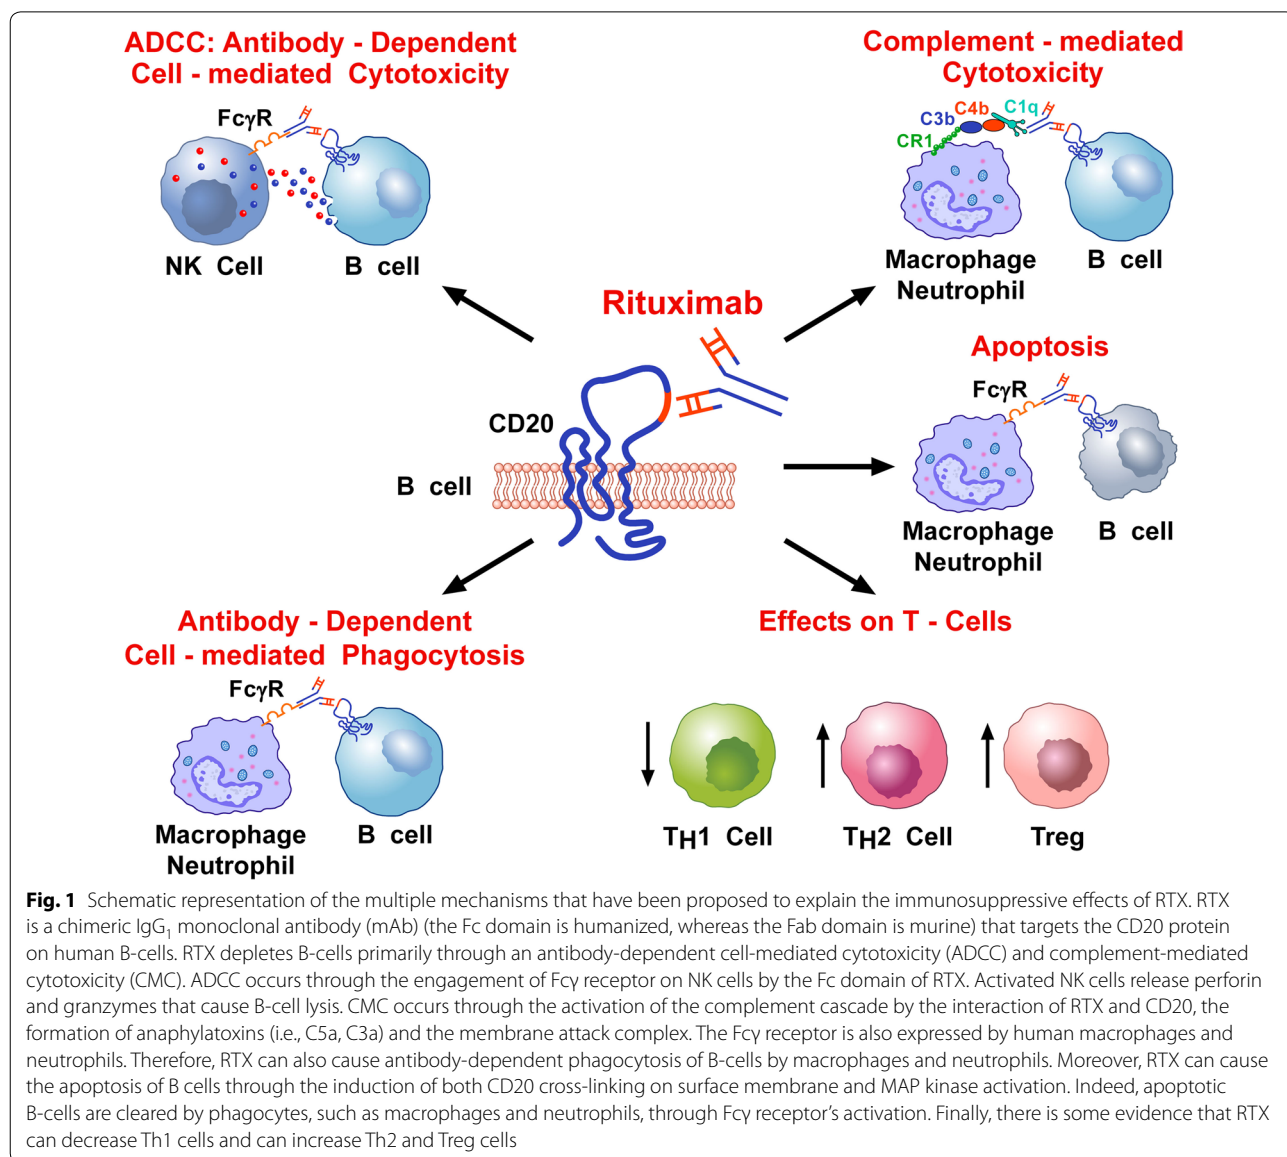 ADCC: Antibody - Dependent
Cell - mediated Cytotoxicity
FcγR
NK Cell
B cell
Complement - mediated
Cytotoxicity
C1q
C4b
C3b
CR1
Macrophage
Neutrophil
B cell
Rituximab
CD20
B cell
Apoptosis
FcγR
Macrophage
Neutrophil
B cell
Antibody - Dependent
Cell - mediated Phagocytosis
FcγR
Macrophage
Neutrophil
B cell
Effects on T - Cells
TH1 Cell
TH2 Cell
Treg
Fig. 1 Schematic representation of the multiple mechanisms that have been proposed to explain the immunosuppressive effects of RTX. RTX
is a chimeric IgG1 monoclonal antibody (mAb) (the Fc domain is humanized, whereas the Fab domain is murine) that targets the CD20 protein
on human B-cells. RTX depletes B-cells primarily through an antibody-dependent cell-mediated cytotoxicity (ADCC) and complement-mediated
cytotoxicity (CMC). ADCC occurs through the engagement of Fcγ receptor on NK cells by the Fc domain of RTX. Activated NK cells release perforin
and granzymes that cause B-cell lysis. CMC occurs through the activation of the complement cascade by the interaction of RTX and CD20, the
formation of anaphylatoxins (i.e., C5a, C3a) and the membrane attack complex. The Fcγ receptor is also expressed by human macrophages and
neutrophils. Therefore, RTX can also cause antibody-dependent phagocytosis of B-cells by macrophages and neutrophils. Moreover, RTX can cause
the apoptosis of B cells through the induction of both CD20 cross-linking on surface membrane and MAP kinase activation. Indeed, apoptotic
B-cells are cleared by phagocytes, such as macrophages and neutrophils, through Fcγ receptor's activation. Finally, there is some evidence that RTX
can decrease Th1 cells and can increase Th2 and Treg cells